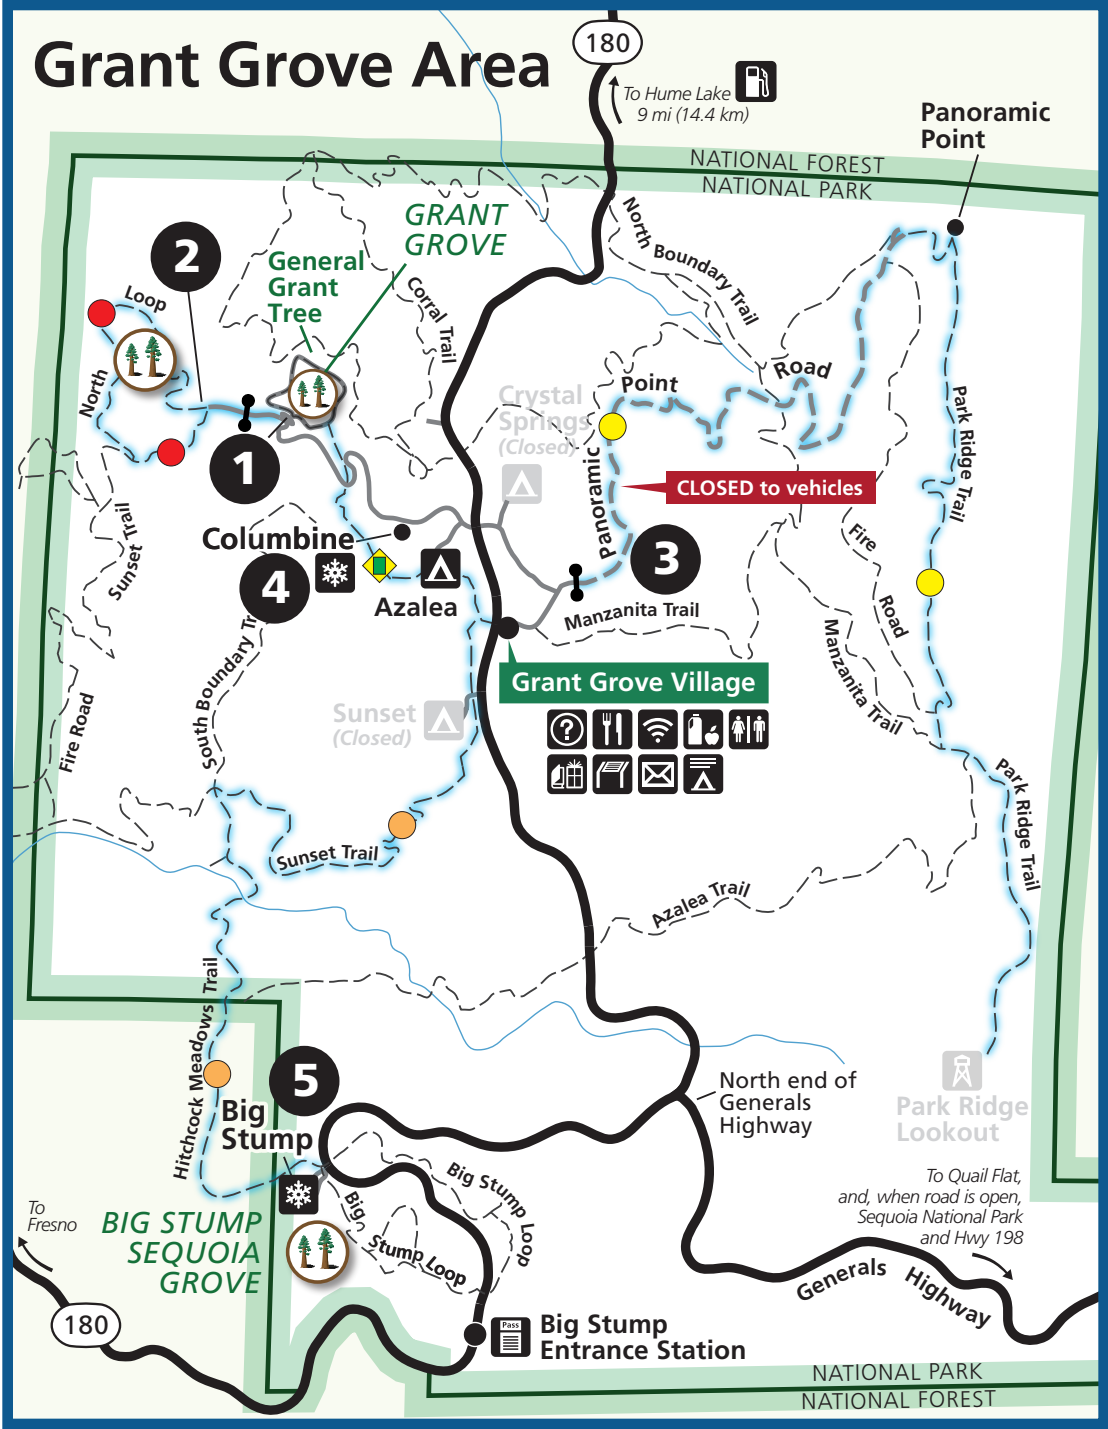 Grant Grove Area
180
To Hume Lake
9 mi (14.4 km)
Panoramic
Point
NATIONAL FOREST
NATIONAL PARK
GRANT
GROVE
2
General
Grant
Tree
Loop
North
Corral Trail
North Boundary Trail
Crystal
Springs
(Closed)
Point
Road
Panoramic
CLOSED to vehicles
Park Ridge Trail
1
Sunset Trail
Columbine
4
Azalea
3
Manzanita Trail
Fire
Road
Manzanita Trail
Grant Grove Village
South Boundary Tr
Fire Road
Sunset
(Closed)
Sunset Trail
Park Ridge Trail
Azalea Trail
Hitchcock Meadows Trail
5
Big
Stump
North end of
Generals
Highway
Park Ridge
Lookout
To Quail Flat,
and, when road is open,
Sequoia National Park
and Hwy 198
Big Stump Loop
Big
Stump Loop
To
Fresno
BIG STUMP
SEQUOIA
GROVE
Generals Highway
180
Pass
Big Stump
Entrance Station
NATIONAL PARK
NATIONAL FOREST